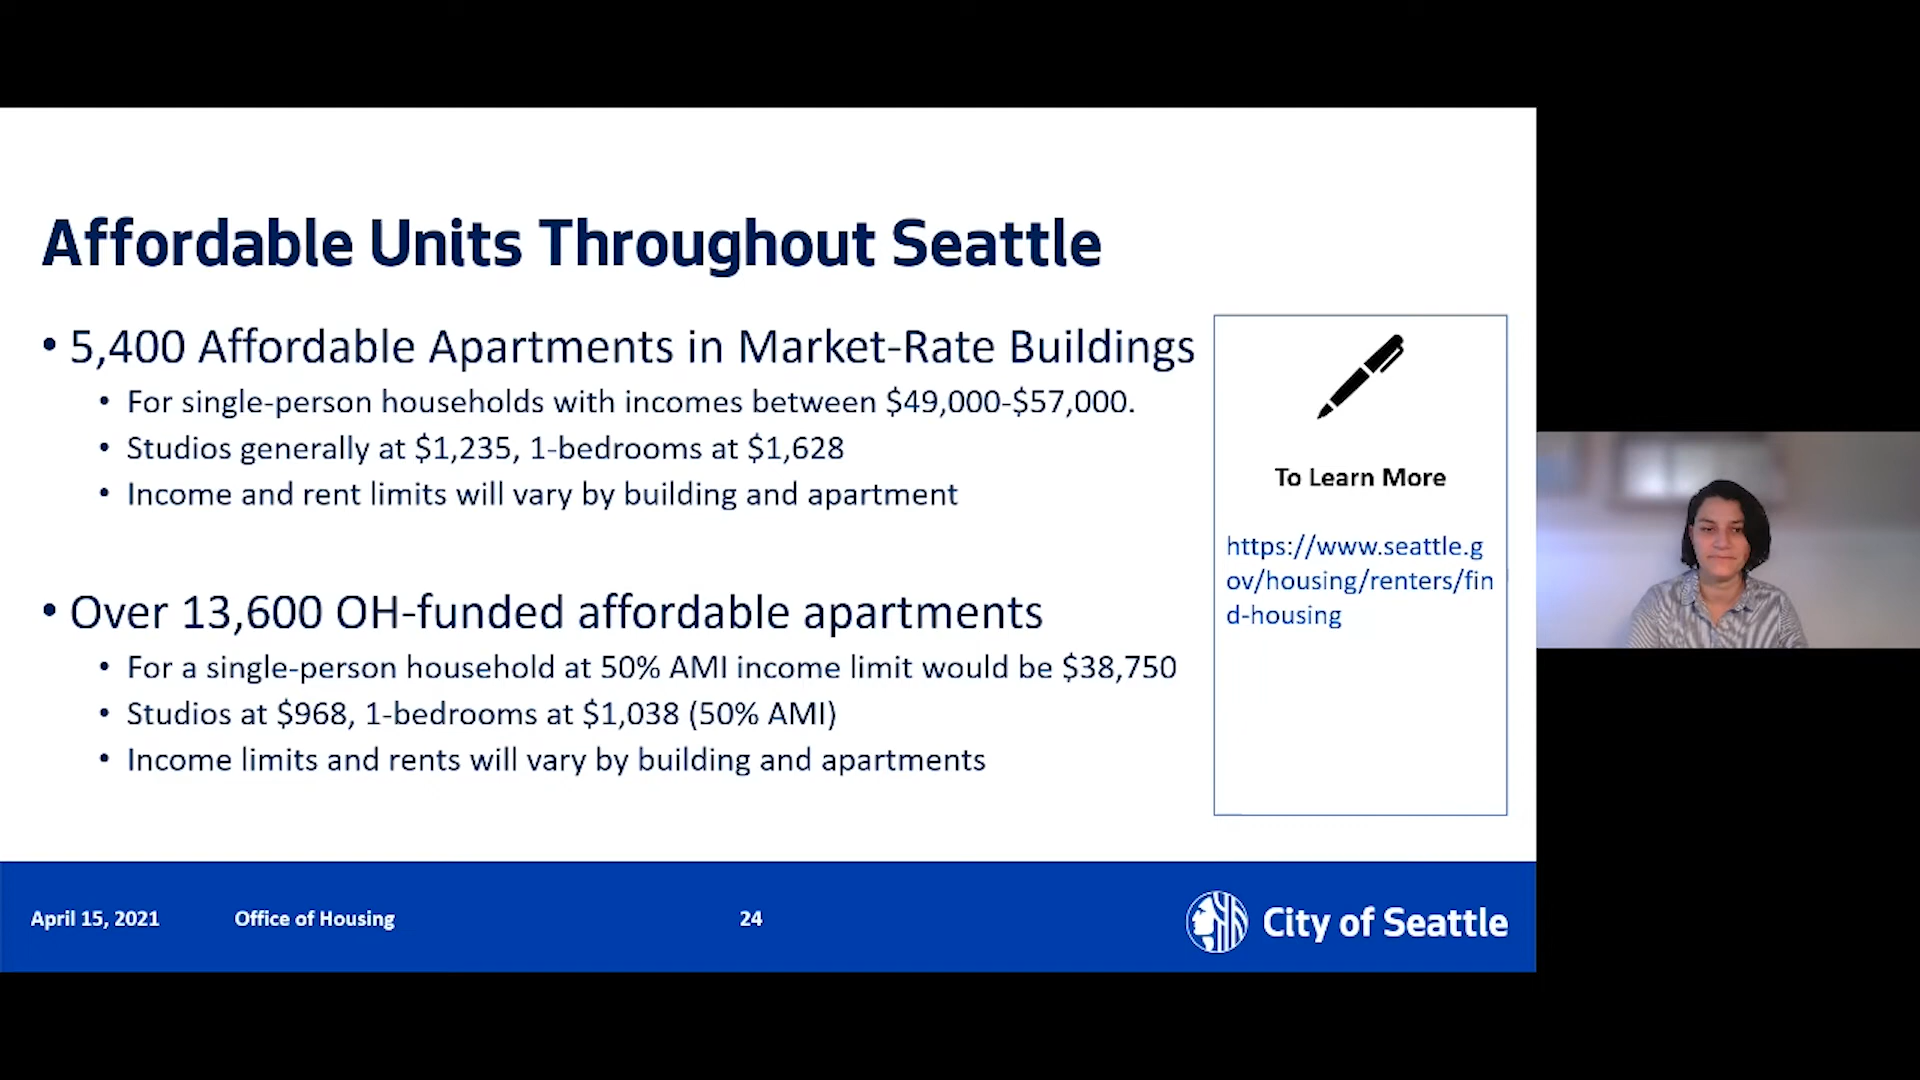 Affordable Units Throughout Seattle
• 5,400 Affordable Apartments in Market-Rate Buildings
• For single-person households with incomes between $49,000-$57,000.
• Studios generally at $1,235, 1-bedrooms at $1,628
• Income and rent limits will vary by building and apartment
• Over 13,600 OH-funded affordable apartments
• For a single-person household at 50% AMI income limit would be $38,750
• Studios at $968, 1-bedrooms at $1,038 (50% AMI)
• Income limits and rents will vary by building and apartments
To Learn More
https://www.seattle.g
ov/housing/renters/fin
d-housing
April 15, 2021
Office of Housing
24
City of Seattle